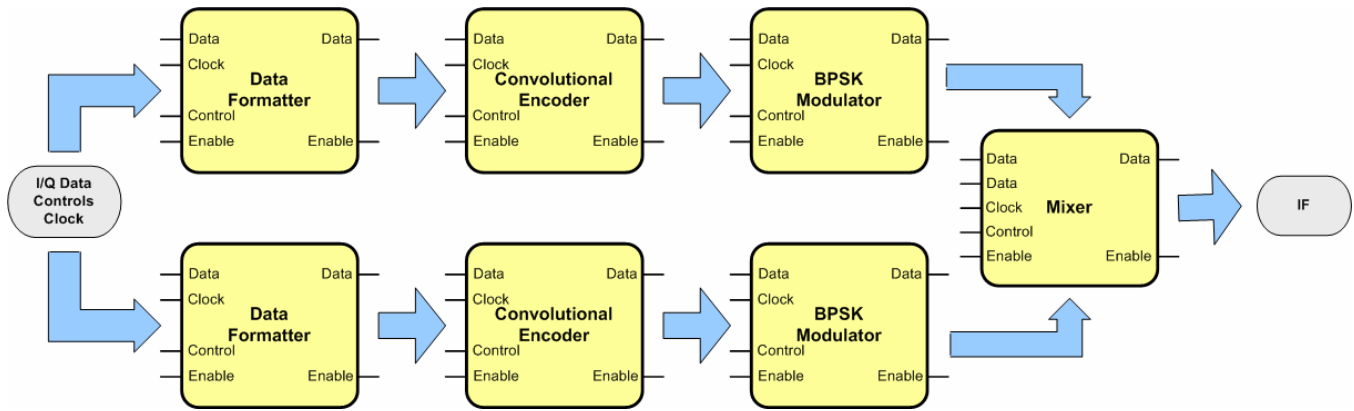 Data Data
Clock
Data
Formatter
Control
Enable Enable
Data Data
Clock
Convolutional
Encoder
Control
Enable Enable
Data Data
Clock
BPSK
Modulator
Control
Enable Enable
I/Q Data
Controls
Clock
Data Data
Data
Clock
Mixer
Control
Enable Enable
IF
Data Data
Clock
Data
Formatter
Control
Enable Enable
Data Data
Clock
Convolutional
Encoder
Control
Enable Enable
Data Data
Clock
BPSK
Modulator
Control
Enable Enable